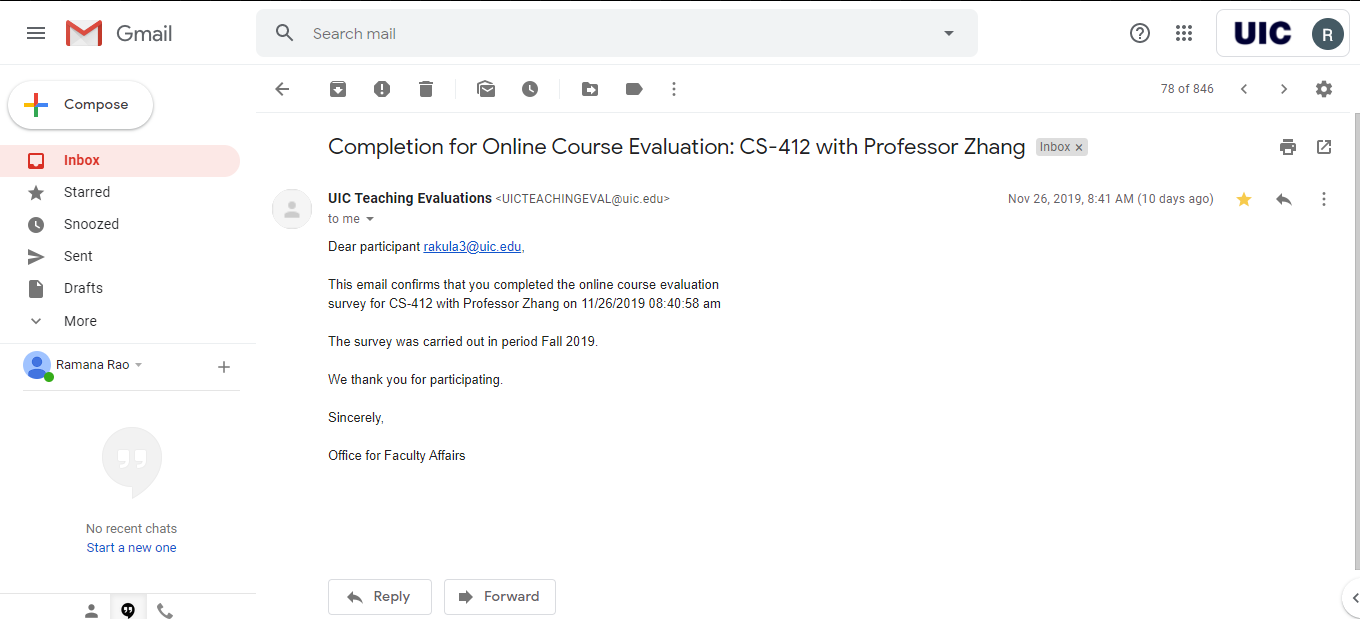 Gmail
Search mail
UIC
R
Compose
78 of 846
Inbox
Starred
Snoozed
Sent
Drafts
More
Ramana Rao
No recent chats
Start a new one
Completion for Online Course Evaluation: CS-412 with Professor Zhang Inbox x
UIC Teaching Evaluations <UICTEACHINGEVAL@uic.edu>
Nov 26, 2019, 8:41 AM (10 days ago)
to me
Dear participant rakula3@uic.edu,
This email confirms that you completed the online course evaluation
survey for CS-412 with Professor Zhang on 11/26/2019 08:40:58 am
The survey was carried out in period Fall 2019.
We thank you for participating.
Sincerely,
Office for Faculty Affairs
Reply
Forward